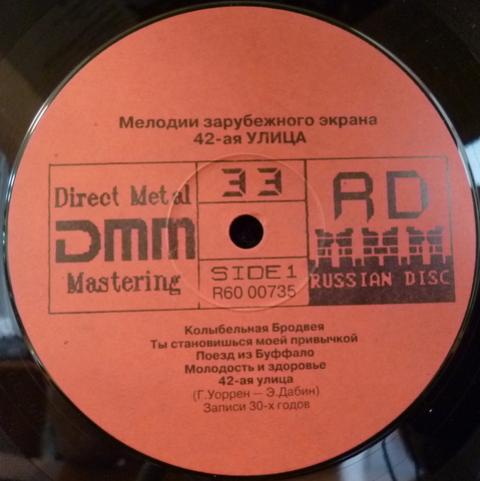 Мелодии зарубежного экрана
42-ая УЛИЦА
Direct Metal
DMM
Mastering
33
SIDE 1
R60 00735
RD
RUSSIAN DISC
Колыбельная Бродвея
Ты становишься моей привычкой
Поезд из Буффало
Молодость и здоровье
42-ая улица
(Г.Уоррен — Э.Дабин)
Записи 30-х годов